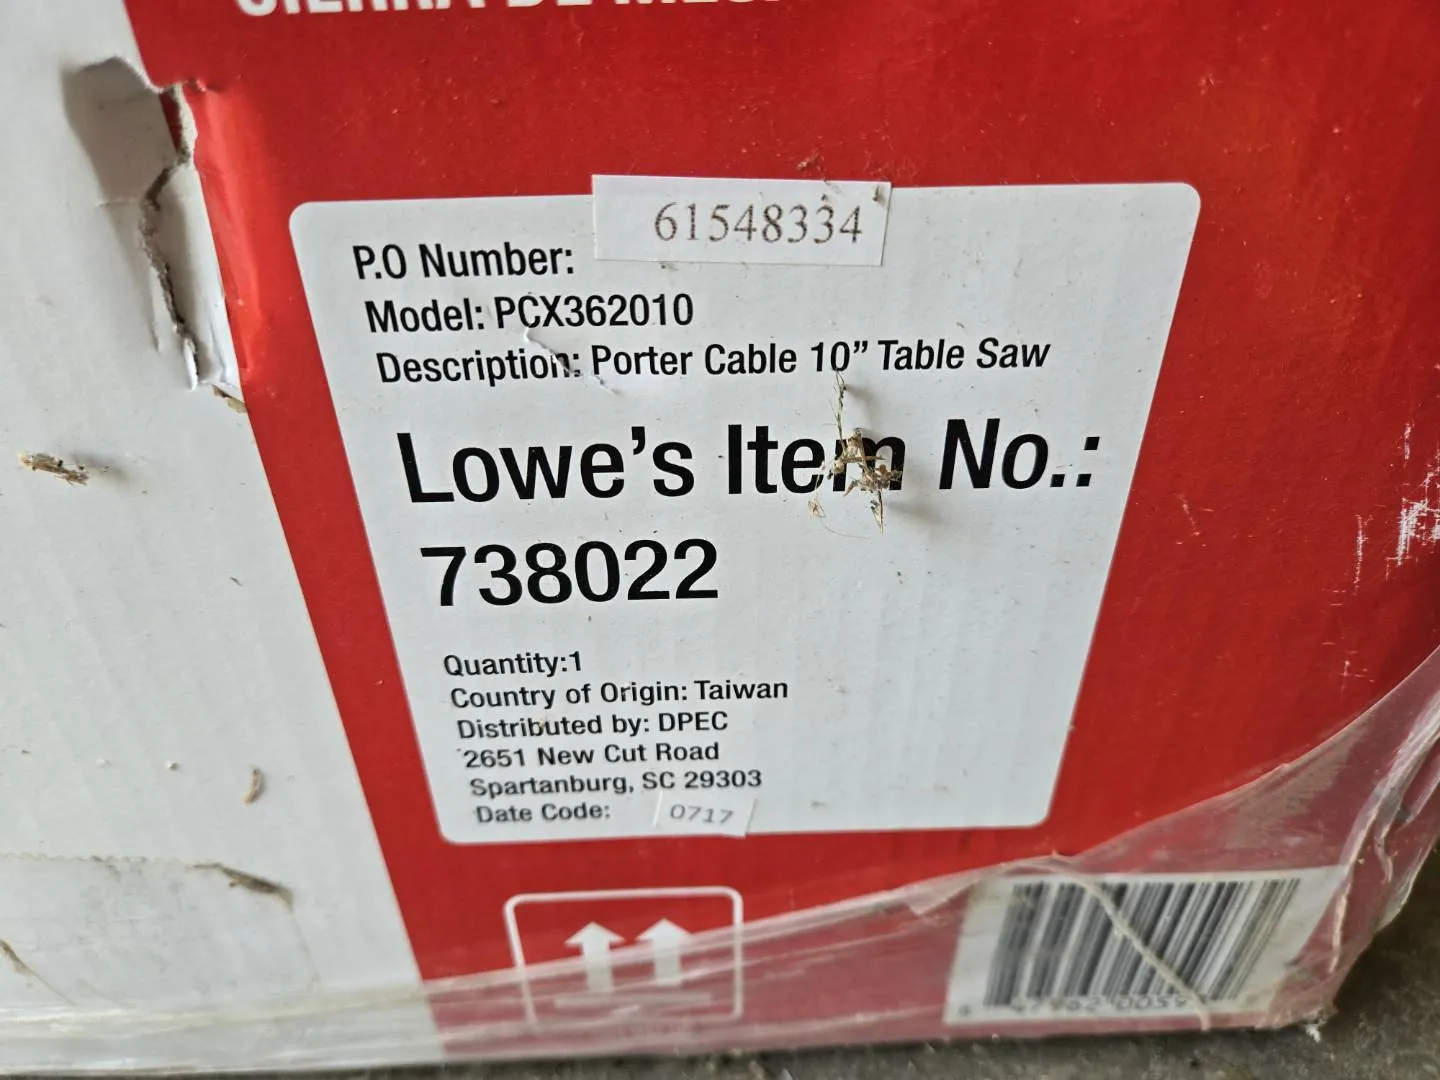 P.O Number: 61548334
Model: PCX362010
Description: Porter Cable 10” Table Saw
Lowe’s Item No.:
738022
Quantity:1
Country of Origin: Taiwan
Distributed by: DPEC
2651 New Cut Road
Spartanburg, SC 29303
Date Code: 0717